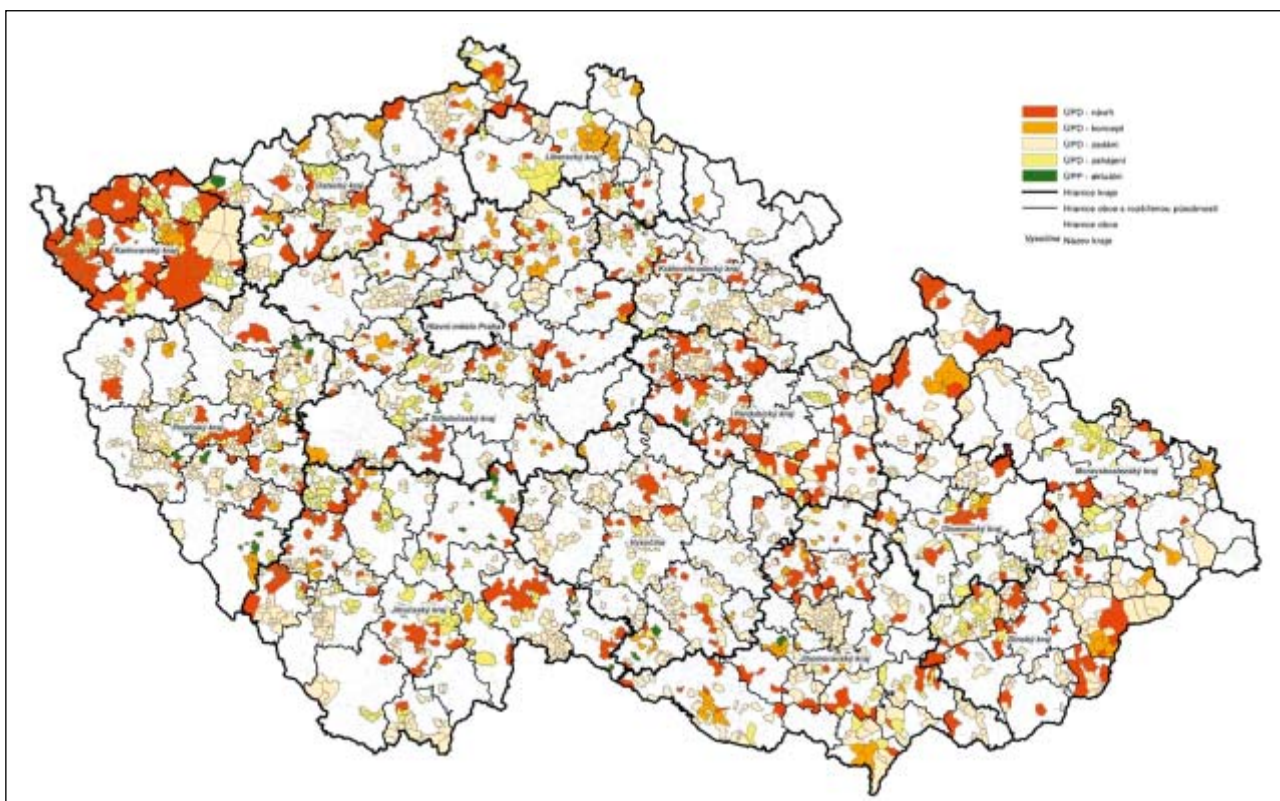 ÚPD - návrh
ÚPD - koncept
ÚPD - zadání
ÚPD - zahájení
ÚPP - aktuální
Hranice kraje
Hranice obce s rozšířenou působností
Hranice obce
Vysočina Název kraje
Liberecký kraj
Ústecký kraj
Karlovarský kraj
Královéhradecký kraj
Hlavní město Praha
Středočeský kraj
Pardubický kraj
Plzeňský kraj
Moravskoslezský kraj
Olomoucký kraj
Vysočina
Jihočeský kraj
Zlínský kraj
Jihomoravský kraj